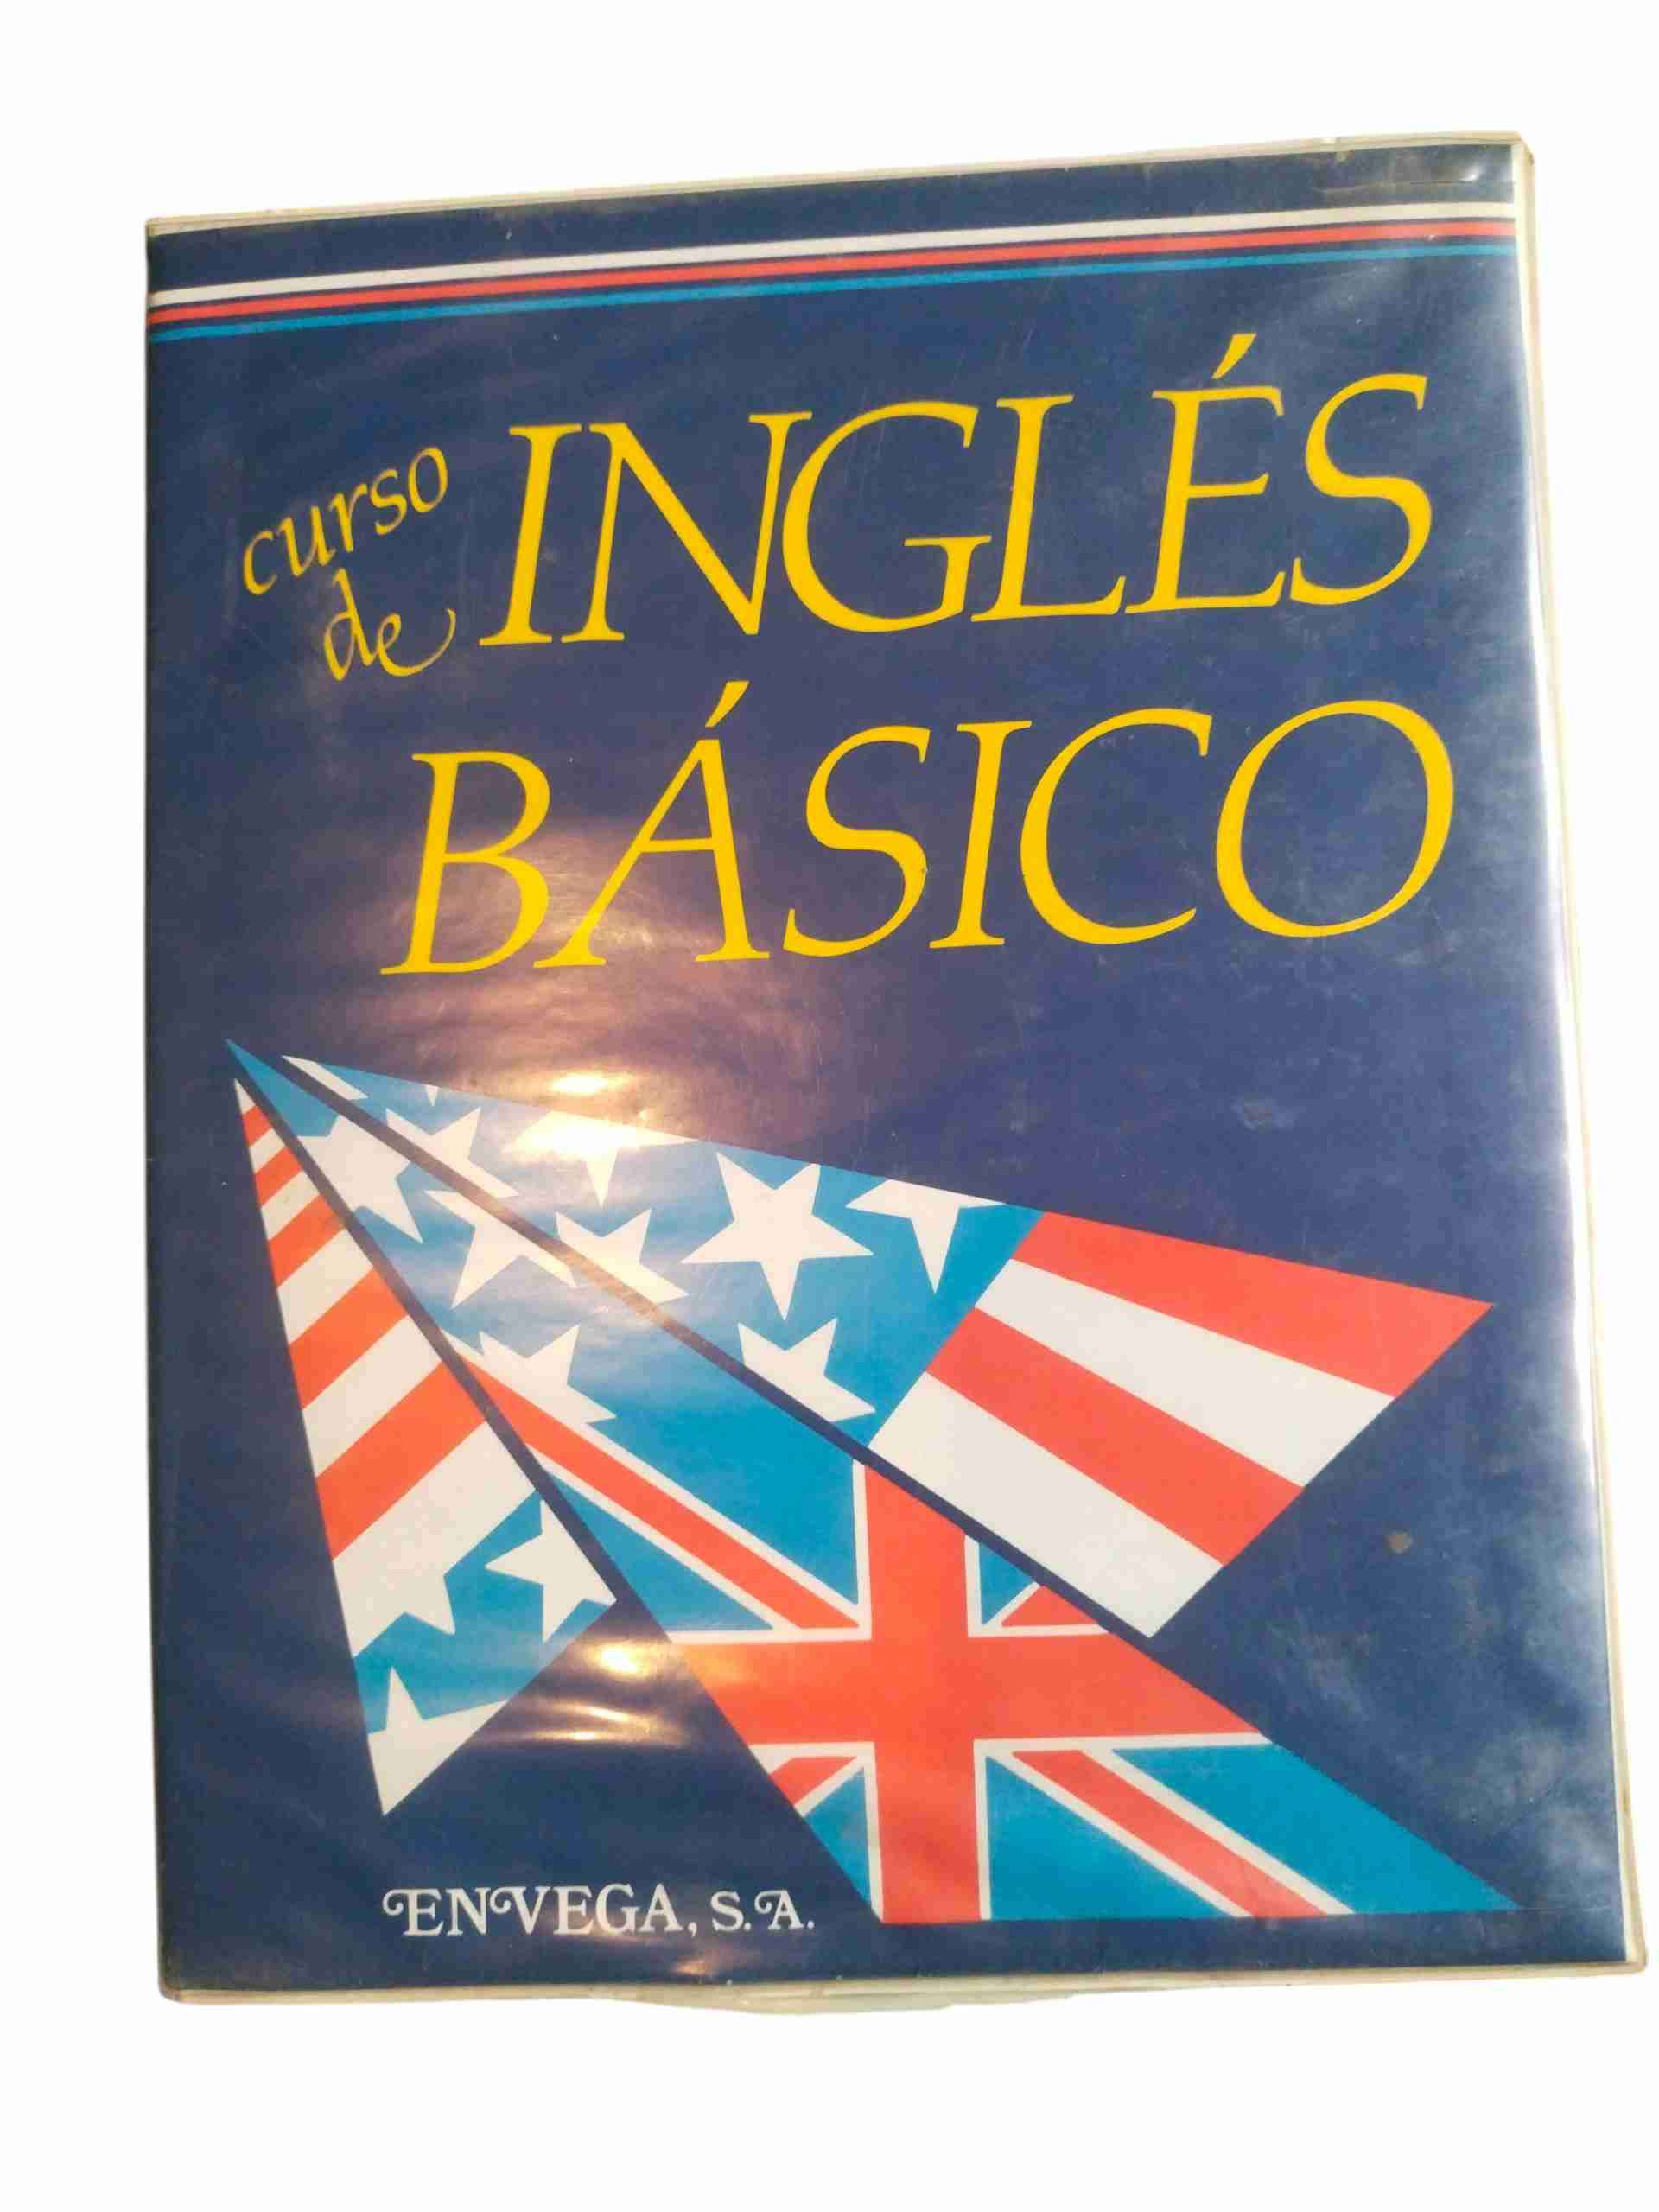 curso
de
INGLÉS
BÁSICO
ENVEGA, S.A.